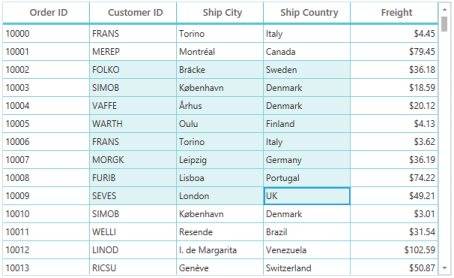 Order ID Customer ID Ship City Ship Country Freight
10000 FRANS Torino Italy $4.45
10001 MEREP Montréal Canada $79.45
10002 FOLKO Bräcke Sweden $36.18
10003 SIMOB København Denmark $18.59
10004 VAFFE Århus Denmark $20.12
10005 WARTH Oulu Finland $4.13
10006 FRANS Torino Italy $3.62
10007 MORGK Leipzig Germany $36.19
10008 FURIB Lisboa Portugal $74.22
10009 SEVES London UK $49.21
10010 SIMOB København Denmark $3.01
10011 WELLI Resende Brazil $31.54
10012 LINOD I. de Margarita Venezuela $102.59
10013 RICSU Genève Switzerland $50.87